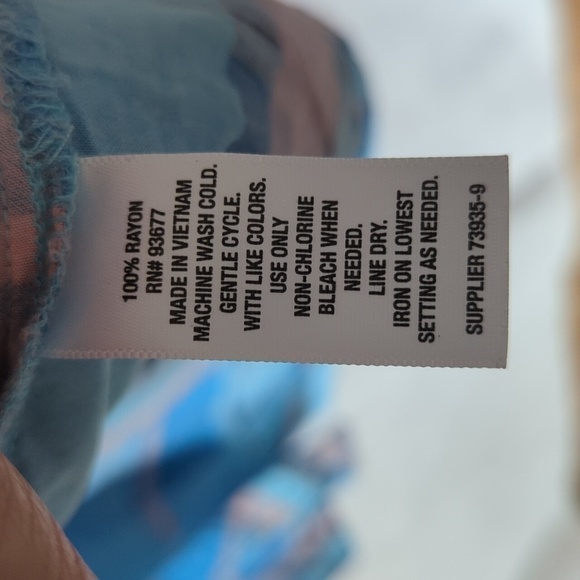 100% RAYON
RN# 93677
MADE IN VIETNAM
MACHINE WASH COLD.
GENTLE CYCLE.
WITH LIKE COLORS.
USE ONLY
NON-CHLORINE
BLEACH WHEN
NEEDED.
LINE DRY.
IRON ON LOWEST
SETTING AS NEEDED.
SUPPLIER 73935-9